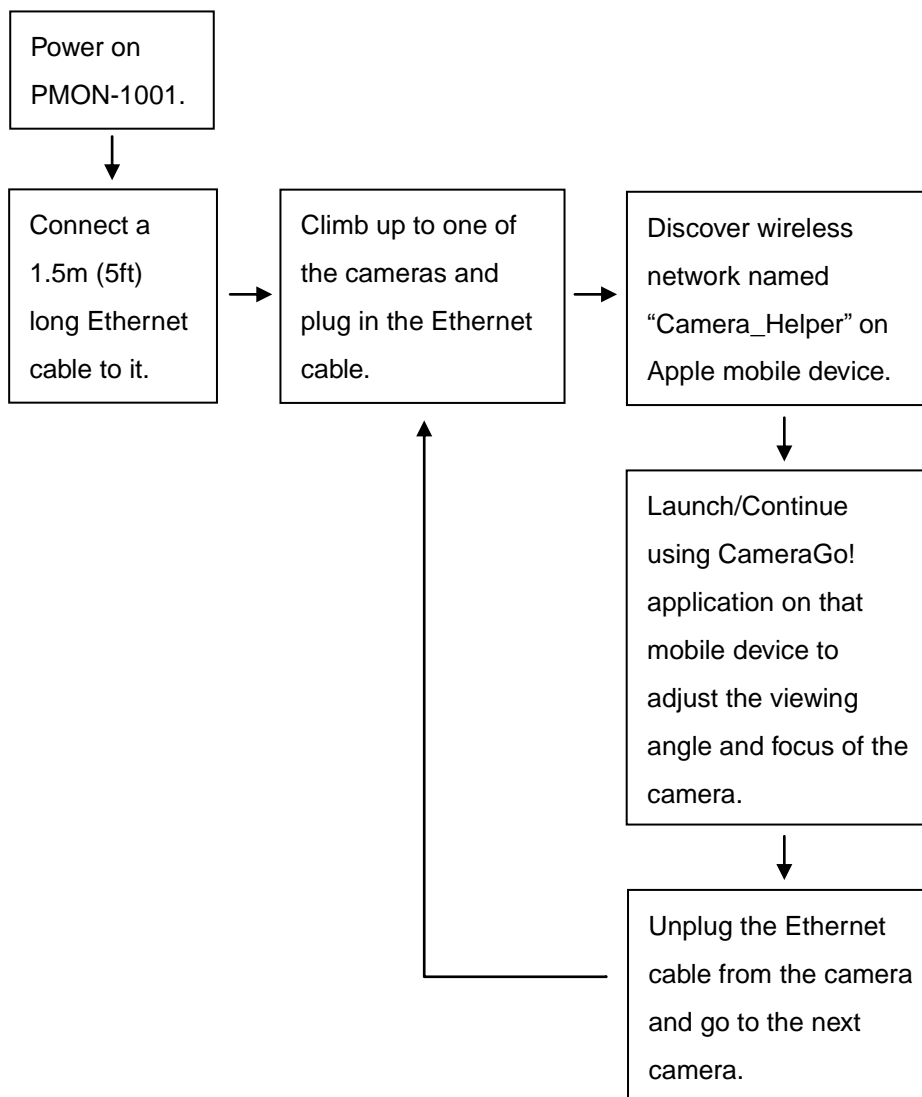 Power on
PMON-1001.
Connect a
1.5m (5ft)
long Ethernet
cable to it.
Climb up to one of
the cameras and
plug in the Ethernet
cable.
Discover wireless
network named
“Camera_Helper” on
Apple mobile device.
Launch/Continue
using CameraGo!
application on that
mobile device to
adjust the viewing
angle and focus of the
camera.
Unplug the Ethernet
cable from the camera
and go to the next
camera.